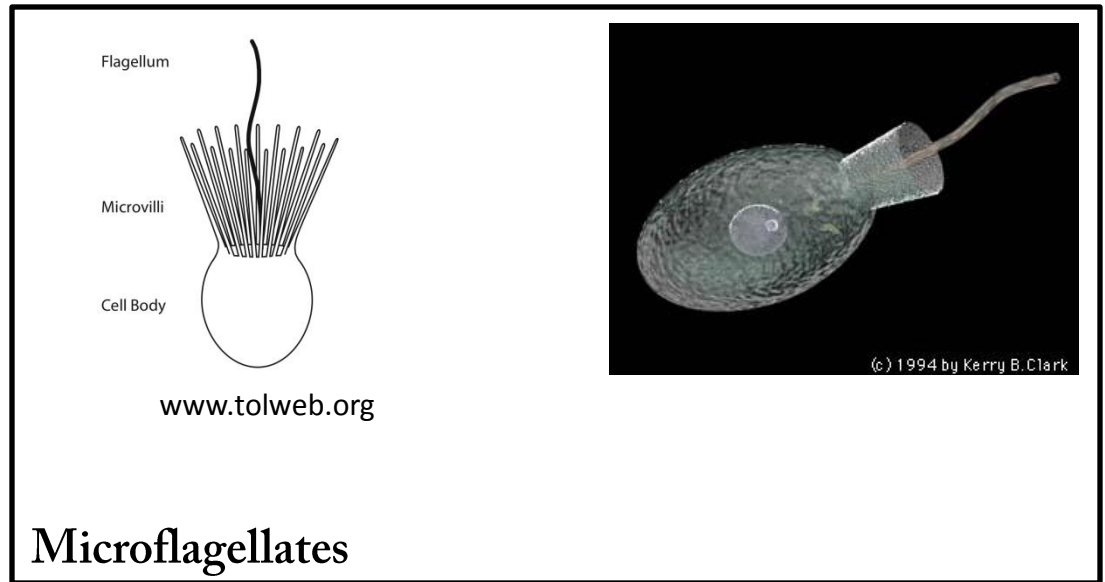 Flagellum
Microvilli
Cell Body
www.tolweb.org
(c) 1994 by Kerry B.Clark
Microflagellates